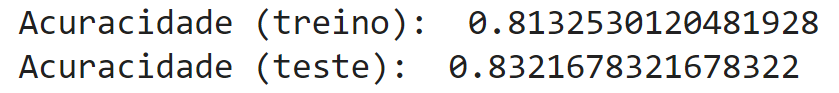 Acuracidade (treino):  0.8132530120481928
Acuracidade (teste):  0.8321678321678322